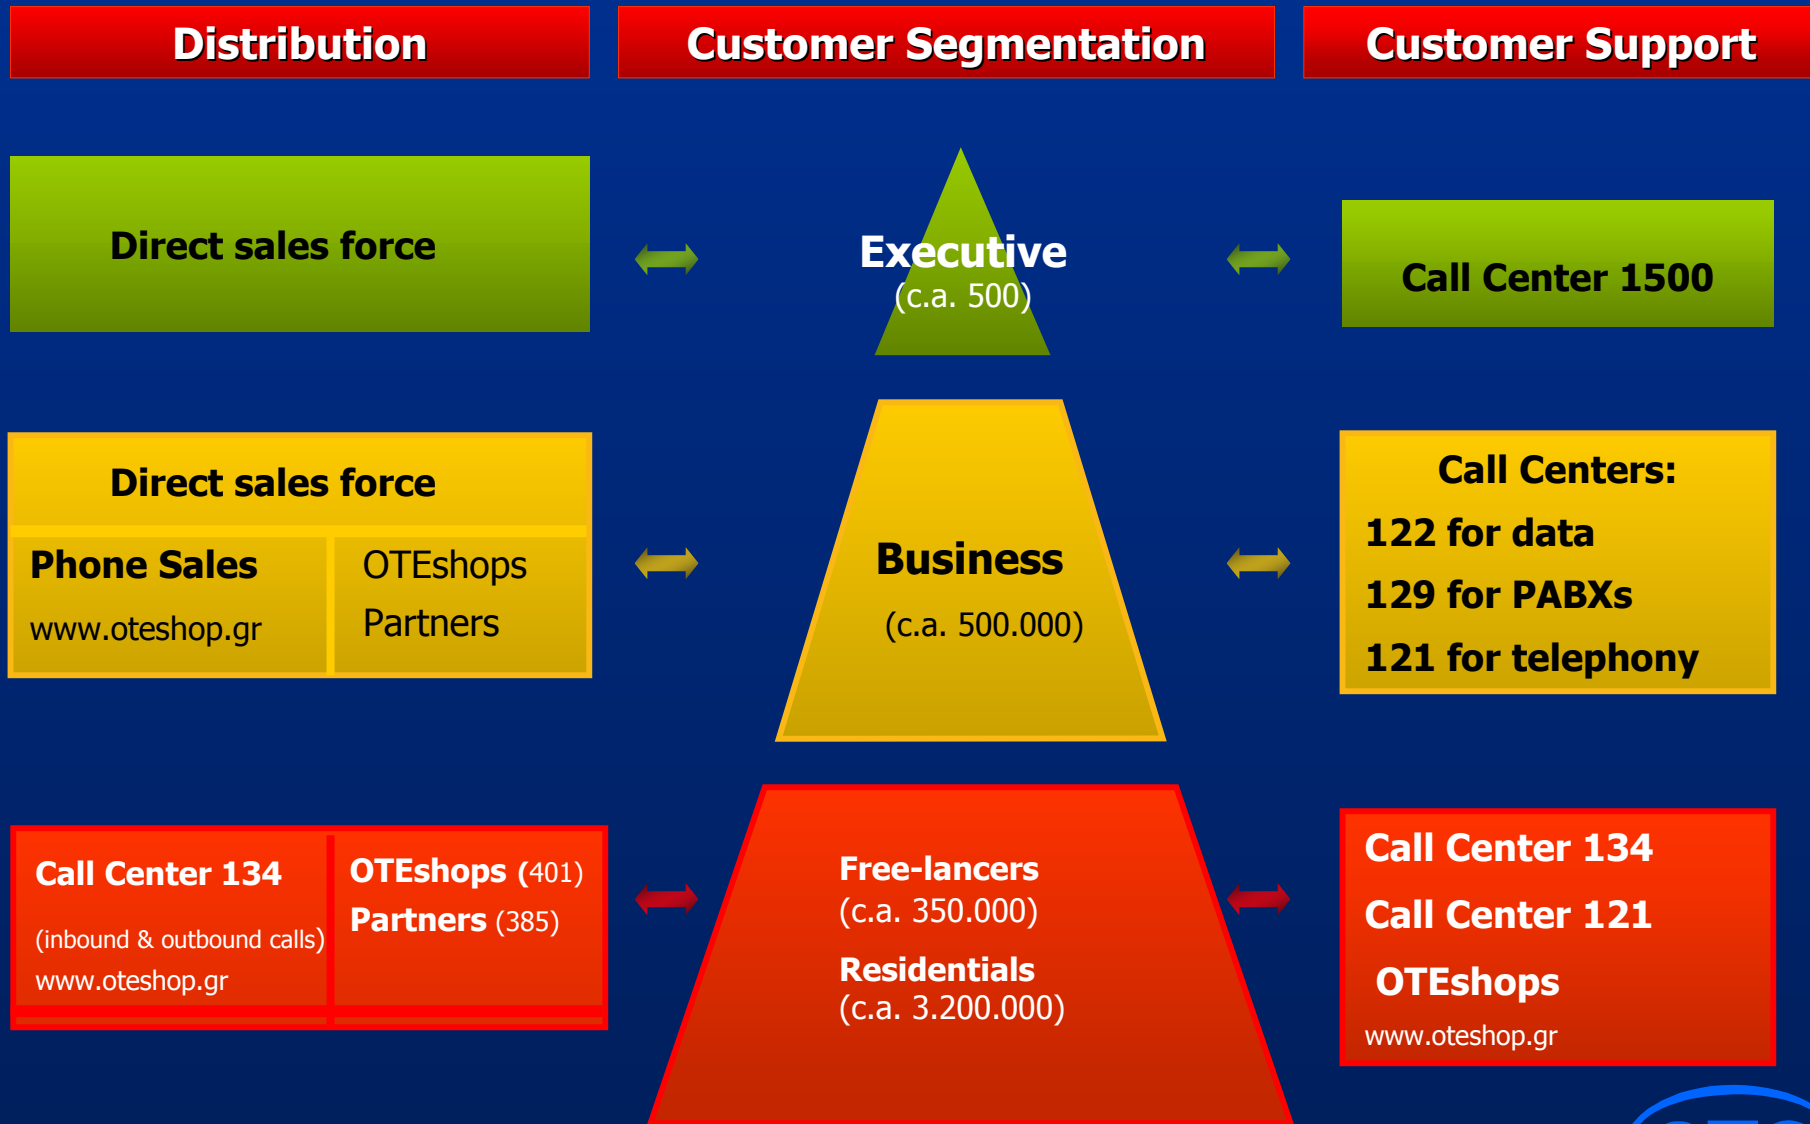 Distribution
Customer Segmentation
Customer Support
Direct sales force
Executive
(c.a. 500)
Call Center 1500
Direct sales force
Phone Sales
www.oteshop.gr
OTEshops
Partners
Business
(c.a. 500.000)
Call Centers:
122 for data
129 for PABXs
121 for telephony
Call Center 134
(inbound & outbound calls)
www.oteshop.gr
OTEshops (401)
Partners (385)
Free-lancers
(c.a. 350.000)
Residentials
(c.a. 3.200.000)
Call Center 134
Call Center 121
OTEshops
www.oteshop.gr